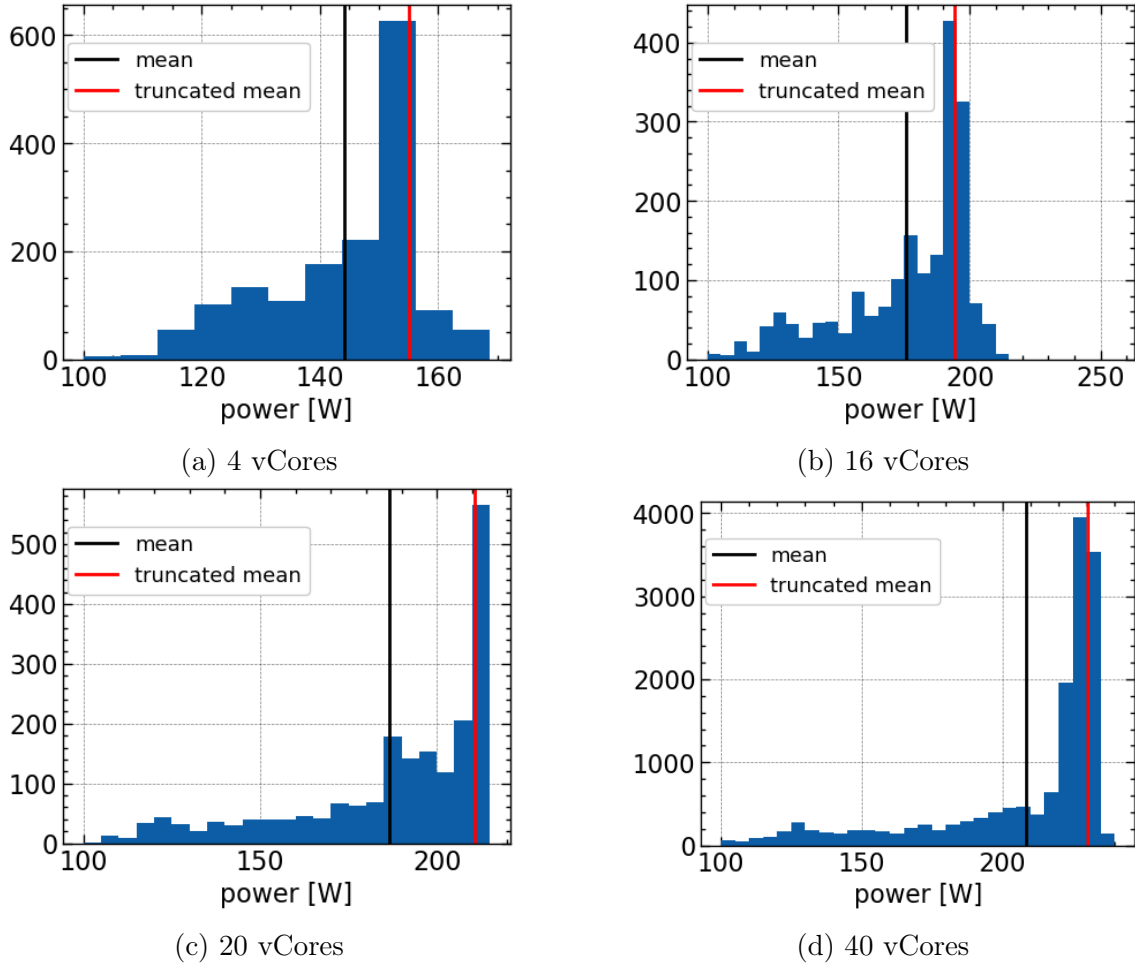 600
400
200
0
mean
truncated mean
100
120
140
160
power [W]
(a) 4 vCores
400
300
200
100
0
mean
truncated mean
100
150
200
250
power [W]
(b) 16 vCores
500
400
300
200
100
0
mean
truncated mean
100
150
200
power [W]
(c) 20 vCores
4000
3000
2000
1000
0
mean
truncated mean
100
150
200
power [W]
(d) 40 vCores